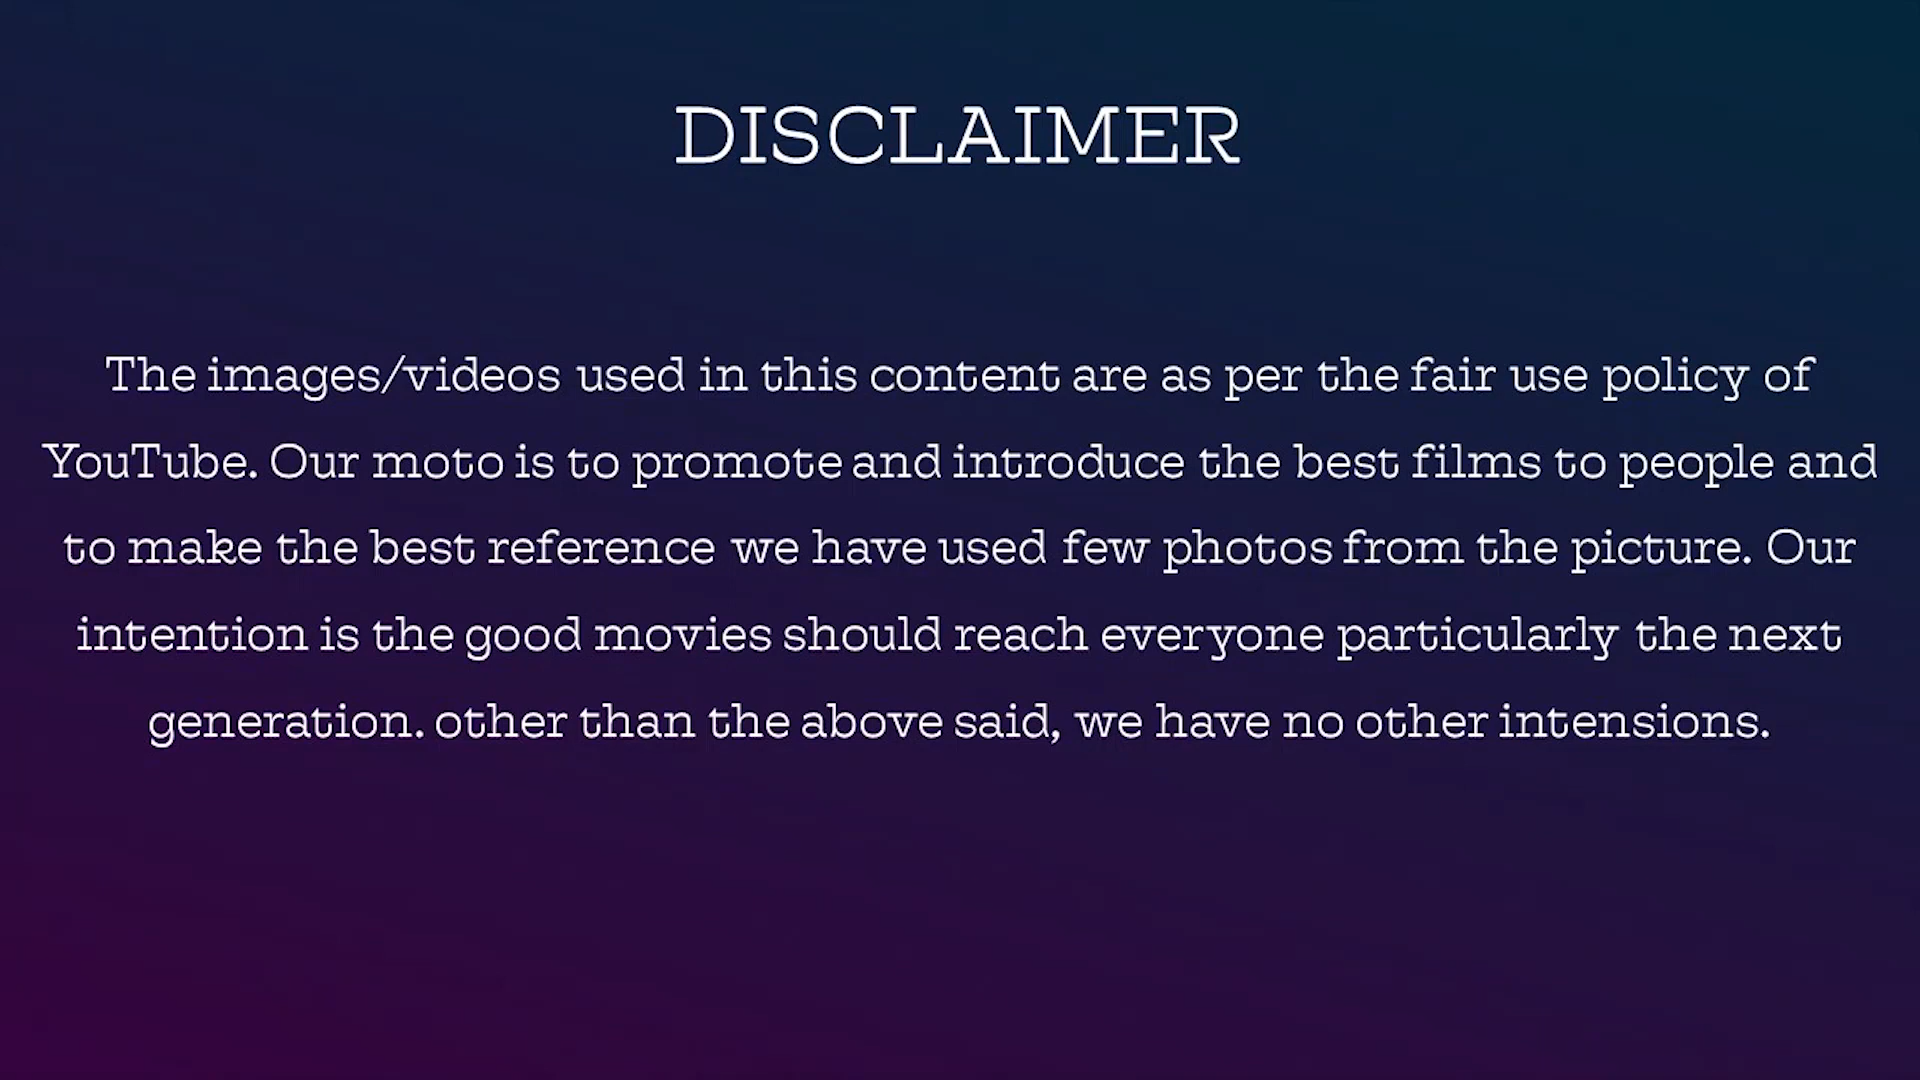 DISCLAIMER
The images/videos used in this content are as per the fair use policy of
YouTube. Our moto is to promote and introduce the best films to people and
to make the best reference we have used few photos from the picture. Our
intention is the good movies should reach everyone particularly the next
generation. other than the above said, we have no other intensions.